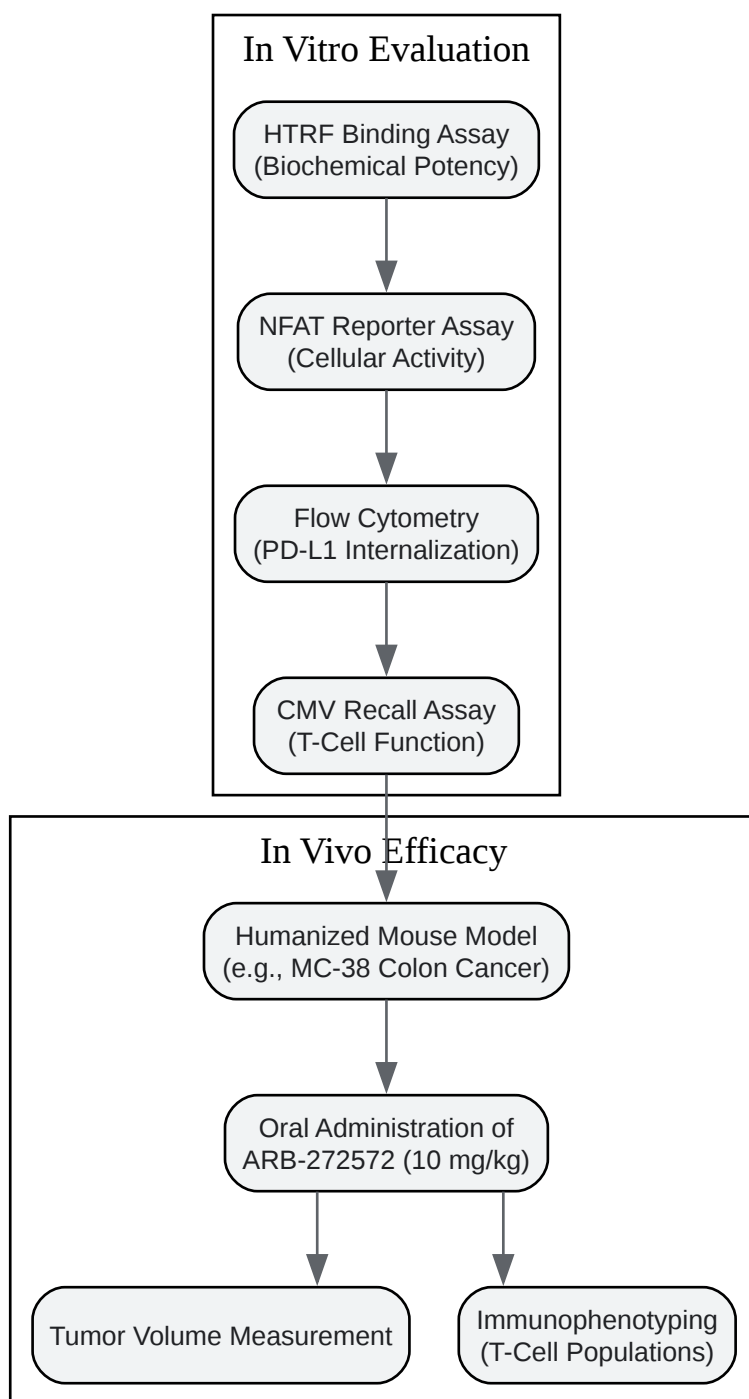 In Vitro Evaluation
HTRF Binding Assay
(Biochemical Potency)
NFAT Reporter Assay
(Cellular Activity)
Flow Cytometry
(PD-L1 Internalization)
CMV Recall Assay
(T-Cell Function)
In Vivo Efficacy
Humanized Mouse Model
(e.g., MC-38 Colon Cancer)
Oral Administration of
ARB-272572 (10 mg/kg)
Tumor Volume Measurement
Immunophenotyping
(T-Cell Populations)